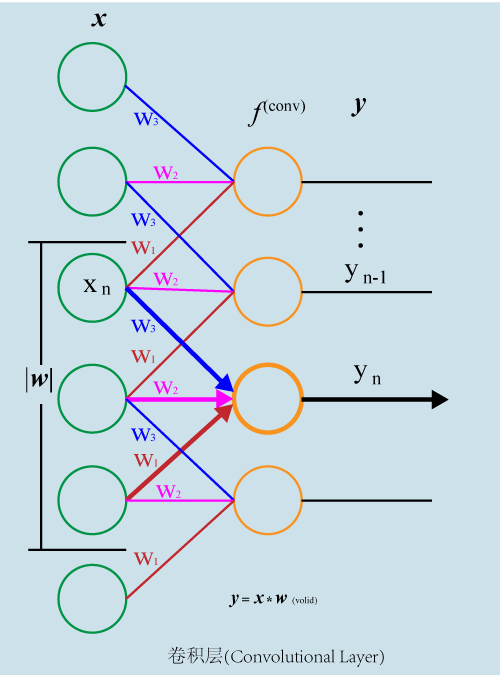 x
f(conv)
y
w3
w2
w3
w1
yn-1
w2
xn
w3
w1
yn
|w|
w2
w3
w1
w2
w1
y = x * w (volid)
卷积层(Convolutional Layer)